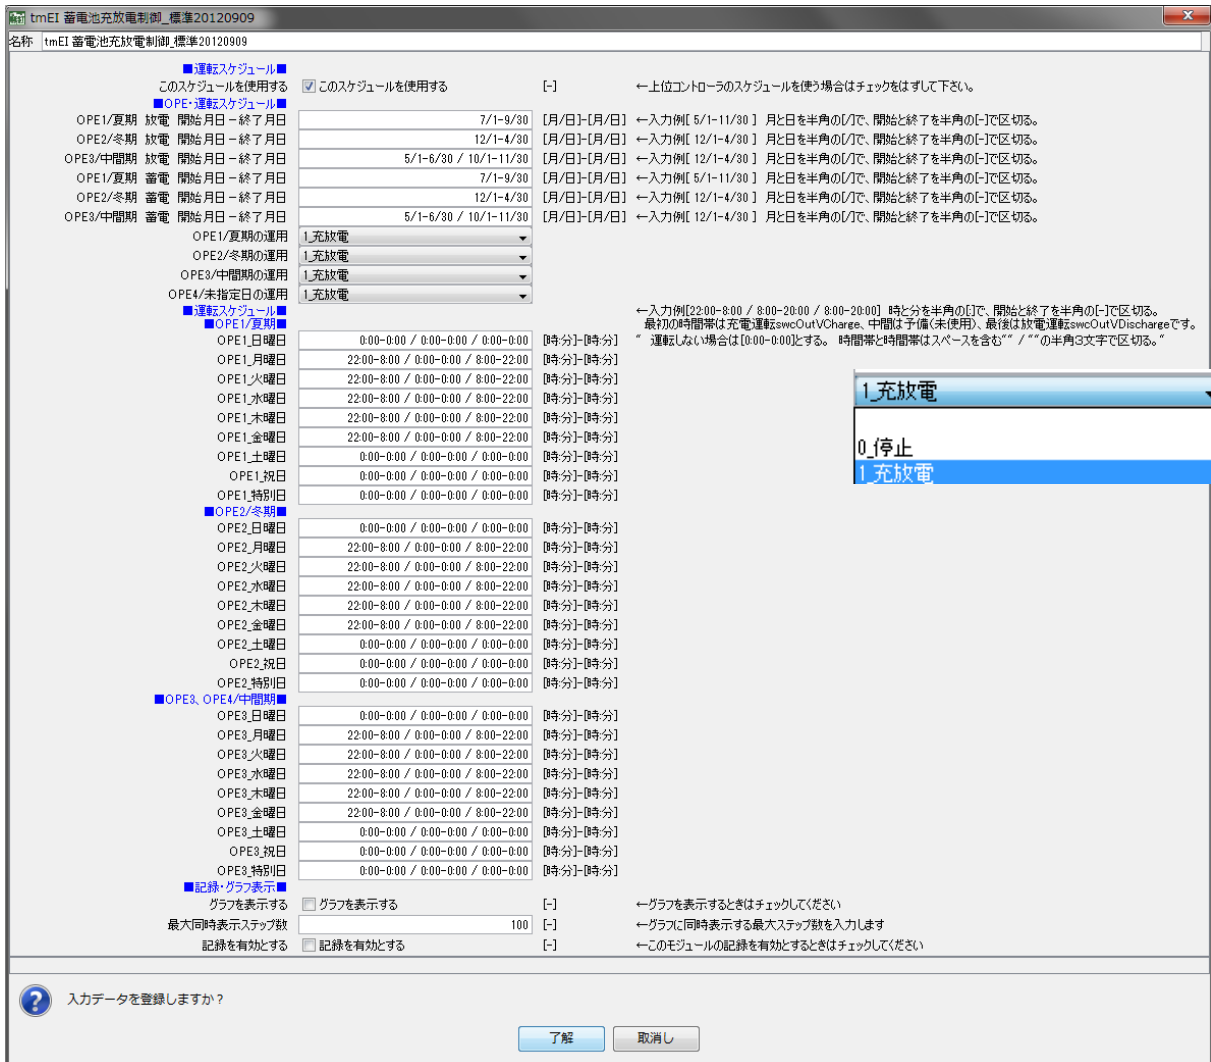 tmEI 蓄電池充放電制御_標準20120909
名称 tmEI 蓄電池充放電制御_標準20120909
■運転スケジュール■
このスケジュールを使用する このスケジュールを使用する [-] ←上位コントローラのスケジュールを使う場合はチェックをはずして下さい。
■OPE・運転スケジュール■
OPE1/夏期 放電 開始月日－終了月日 7/1-9/30 [月/日]-[月/日] ←入力例[ 5/1-11/30 ] 月と日を半角の[/]で、開始と終了を半角の[-]で区切る。
OPE2/冬期 放電 開始月日－終了月日 12/1-4/30 [月/日]-[月/日] ←入力例[ 12/1-4/30 ] 月と日を半角の[/]で、開始と終了を半角の[-]で区切る。
OPE3/中間期 放電 開始月日－終了月日 5/1-6/30 / 10/1-11/30 [月/日]-[月/日] ←入力例[ 12/1-4/30 ] 月と日を半角の[/]で、開始と終了を半角の[-]で区切る。
OPE1/夏期 蓄電 開始月日－終了月日 7/1-9/30 [月/日]-[月/日] ←入力例[ 5/1-11/30 ] 月と日を半角の[/]で、開始と終了を半角の[-]で区切る。
OPE2/冬期 蓄電 開始月日－終了月日 12/1-4/30 [月/日]-[月/日] ←入力例[ 12/1-4/30 ] 月と日を半角の[/]で、開始と終了を半角の[-]で区切る。
OPE3/中間期 蓄電 開始月日－終了月日 5/1-6/30 / 10/1-11/30 [月/日]-[月/日] ←入力例[ 12/1-4/30 ] 月と日を半角の[/]で、開始と終了を半角の[-]で区切る。
OPE1/夏期の運用 1_充放電
OPE2/冬期の運用 1_充放電
OPE3/中間期の運用 1_充放電
OPE4/未指定日の運用 1_充放電
■運転スケジュール■ ←入力例[22:00-8:00 / 8:00-20:00 / 8:00-20:00] 時と分を半角の[:]で、開始と終了を半角の[-]で区切る。
■OPE1/夏期■ 最初の時間帯は充電運転swcOutVCharge、中間は予備(未使用)、最後は放電運転swcOutVDischargeです。
OPE1_日曜日 0:00-0:00 / 0:00-0:00 / 0:00-0:00 [時:分]-[時:分] " 運転しない場合は[0:00-0:00]とする。 時間帯と時間帯はスペースを含む"" / ""の半角3文字で区切る。"
OPE1_月曜日 22:00-8:00 / 0:00-0:00 / 8:00-22:00 [時:分]-[時:分]
OPE1_火曜日 22:00-8:00 / 0:00-0:00 / 8:00-22:00 [時:分]-[時:分]
OPE1_水曜日 22:00-8:00 / 0:00-0:00 / 8:00-22:00 [時:分]-[時:分]
OPE1_木曜日 22:00-8:00 / 0:00-0:00 / 8:00-22:00 [時:分]-[時:分]
OPE1_金曜日 22:00-8:00 / 0:00-0:00 / 8:00-22:00 [時:分]-[時:分]
OPE1_土曜日 0:00-0:00 / 0:00-0:00 / 0:00-0:00 [時:分]-[時:分]
OPE1_祝日 0:00-0:00 / 0:00-0:00 / 0:00-0:00 [時:分]-[時:分]
OPE1_特別日 0:00-0:00 / 0:00-0:00 / 0:00-0:00 [時:分]-[時:分]
1_充放電
0_停止
1_充放電
■OPE2/冬期■
OPE2_日曜日 0:00-0:00 / 0:00-0:00 / 0:00-0:00 [時:分]-[時:分]
OPE2_月曜日 22:00-8:00 / 0:00-0:00 / 8:00-22:00 [時:分]-[時:分]
OPE2_火曜日 22:00-8:00 / 0:00-0:00 / 8:00-22:00 [時:分]-[時:分]
OPE2_水曜日 22:00-8:00 / 0:00-0:00 / 8:00-22:00 [時:分]-[時:分]
OPE2_木曜日 22:00-8:00 / 0:00-0:00 / 8:00-22:00 [時:分]-[時:分]
OPE2_金曜日 22:00-8:00 / 0:00-0:00 / 8:00-22:00 [時:分]-[時:分]
OPE2_土曜日 0:00-0:00 / 0:00-0:00 / 0:00-0:00 [時:分]-[時:分]
OPE2_祝日 0:00-0:00 / 0:00-0:00 / 0:00-0:00 [時:分]-[時:分]
OPE2_特別日 0:00-0:00 / 0:00-0:00 / 0:00-0:00 [時:分]-[時:分]
■OPE3、OPE4/中間期■
OPE3_日曜日 0:00-0:00 / 0:00-0:00 / 0:00-0:00 [時:分]-[時:分]
OPE3_月曜日 22:00-8:00 / 0:00-0:00 / 8:00-22:00 [時:分]-[時:分]
OPE3_火曜日 22:00-8:00 / 0:00-0:00 / 8:00-22:00 [時:分]-[時:分]
OPE3_水曜日 22:00-8:00 / 0:00-0:00 / 8:00-22:00 [時:分]-[時:分]
OPE3_木曜日 22:00-8:00 / 0:00-0:00 / 8:00-22:00 [時:分]-[時:分]
OPE3_金曜日 22:00-8:00 / 0:00-0:00 / 8:00-22:00 [時:分]-[時:分]
OPE3_土曜日 0:00-0:00 / 0:00-0:00 / 0:00-0:00 [時:分]-[時:分]
OPE3_祝日 0:00-0:00 / 0:00-0:00 / 0:00-0:00 [時:分]-[時:分]
OPE3_特別日 0:00-0:00 / 0:00-0:00 / 0:00-0:00 [時:分]-[時:分]
■記録・グラフ表示■
グラフを表示する グラフを表示する [-] ←グラフを表示するときはチェックしてください
最大同時表示ステップ数 100 [-] ←グラフに同時表示する最大ステップ数を入力します
記録を有効とする 記録を有効とする [-] ←このモジュールの記録を有効とするときはチェックしてください
入力データを登録しますか？
了解 取消し